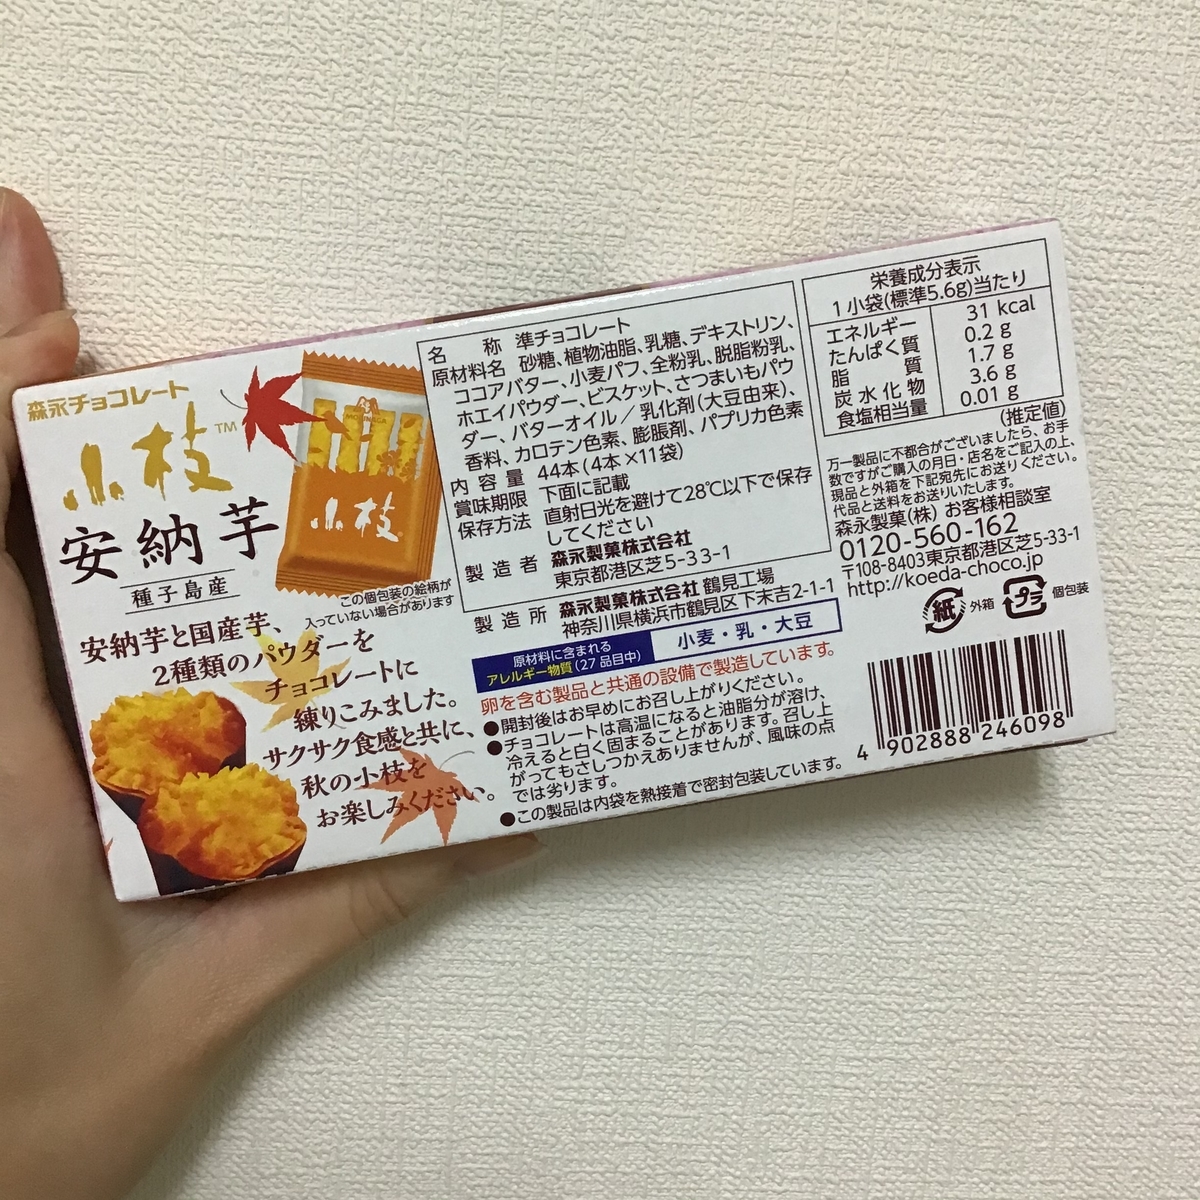 森永チョコレート
小枝™
安納芋
種子島産
MORINAGA
小枝
この個包装の絵柄が
入っていない場合があります
安納芋と国産芋、
2種類のパウダーを
チョコレートに
練りこみました。
サクサク食感と共に、
秋の小枝を
お楽しみください。
名称 準チョコレート
原材料名 砂糖、植物油脂、乳糖、デキストリン、
ココアバター、小麦パフ、全粉乳、脱脂粉乳、
ホエイパウダー、ビスケット、さつまいもパウ
ダー、バターオイル/乳化剤(大豆由来)、
香料、カロテン色素、膨脹剤、パプリカ色素
内容量 44本(4本×11袋)
賞味期限 下面に記載
保存方法 直射日光を避けて28℃以下で保存
してください
製造者 森永製菓株式会社
東京都港区芝5-33-1
製造所 森永製菓株式会社 鶴見工場
神奈川県横浜市鶴見区下末吉2-1-1
原材料に含まれる
アレルギー物質(27品目中)
小麦・乳・大豆
卵を含む製品と共通の設備で製造しています。
●開封後はお早めにお召し上がりください。
●チョコレートは高温になると油脂分が溶け、
冷えると白く固まることがあります。召し上
がってもさしつかえありませんが、風味の点
では劣ります。
●この製品は内袋を熱接着で密封包装しています。
栄養成分表示
1小袋(標準5.6g)当たり
エネルギー 31 kcal
たんぱく質 0.2 g
脂質 1.7 g
炭水化物 3.6 g
食塩相当量 0.01 g
(推定値)
万一製品に不都合がございましたら、お手
数ですがご購入の月日・店名をご記入の上、
現品と外箱を下記宛先にお送りください。
代品と送料をお送りいたします。
森永製菓(株) お客様相談室
0120-560-162
〒108-8403東京都港区芝5-33-1
http://koeda-choco.jp
紙 外箱 プラ 個包装
4 902888 246098